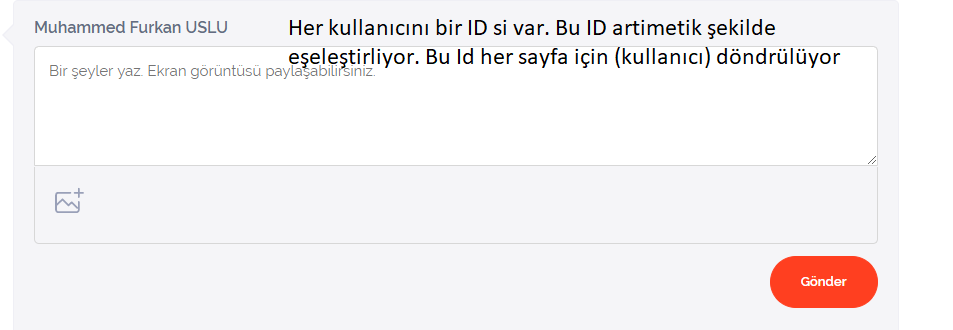 Muhammed Furkan USLU
Her kullanıcını bir ID si var. Bu ID artimetik şekilde
eşeleştirliyor. Bu Id her sayfa için (kullanıcı) döndrülüyor
Bir şeyler yaz. Ekran görüntüsü paylaşabilirsiniz.
Gönder